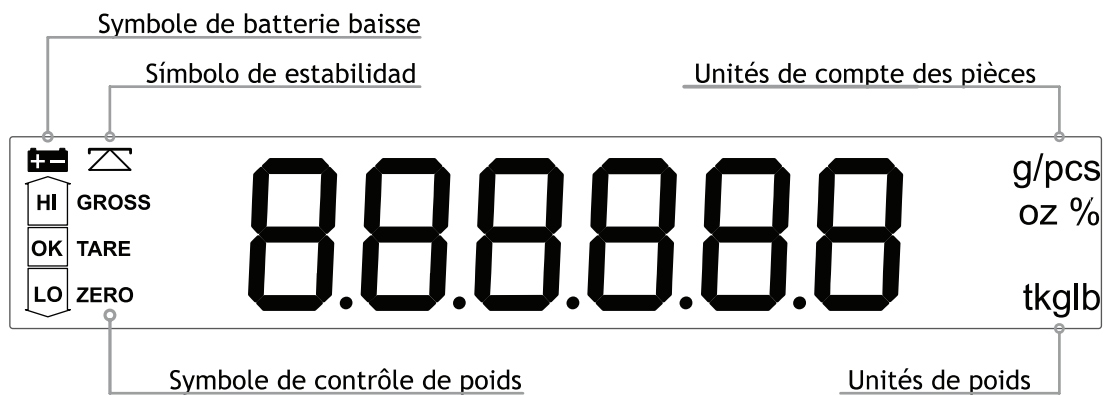 Symbole de batterie baisse
Símbolo de estabilidad
Unités de compte des pièces
HI GROSS
OK TARE
LO ZERO
8.8.8.8.8.8
g/pcs
oz %
tkglb
Symbole de contrôle de poids
Unités de poids